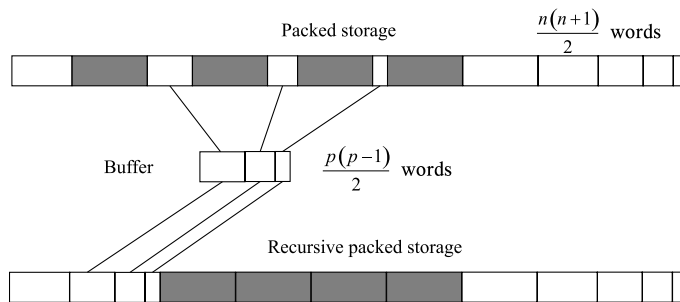 Packed storage
n(n+1)/2 words
Buffer
p(p−1)/2 words
Recursive packed storage